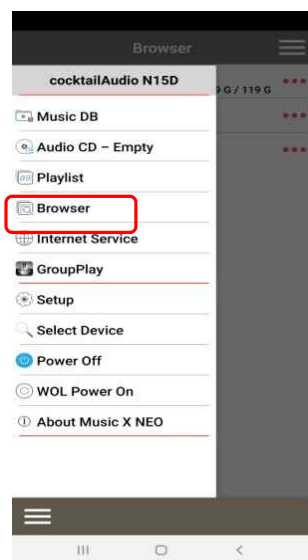 Browser
cocktailAudio N15D
9 G / 119 G
Music DB
Audio CD – Empty
Playlist
Browser
Internet Service
GroupPlay
Setup
Select Device
Power Off
WOL Power On
About Music X NEO